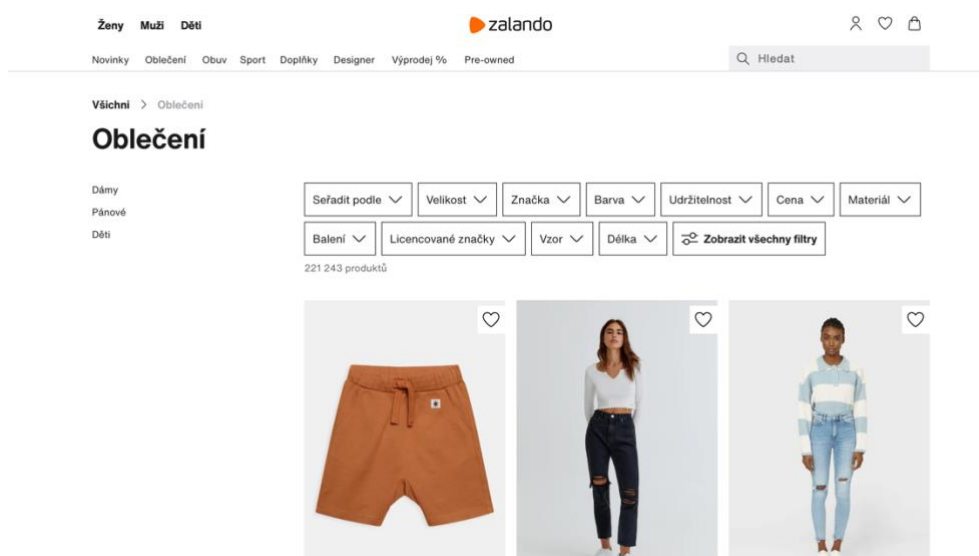 Ženy Muži Děti
zalando
Novinky Oblečení Obuv Sport Doplňky Designer Výprodej % Pre-owned
Hledat
Všichni > Oblečení
Oblečení
Dámy
Pánové
Děti
Seřadit podle Velikost Značka Barva Udržitelnost Cena Materiál
Balení Licencované značky Vzor Délka Zobrazit všechny filtry
221 243 produktů